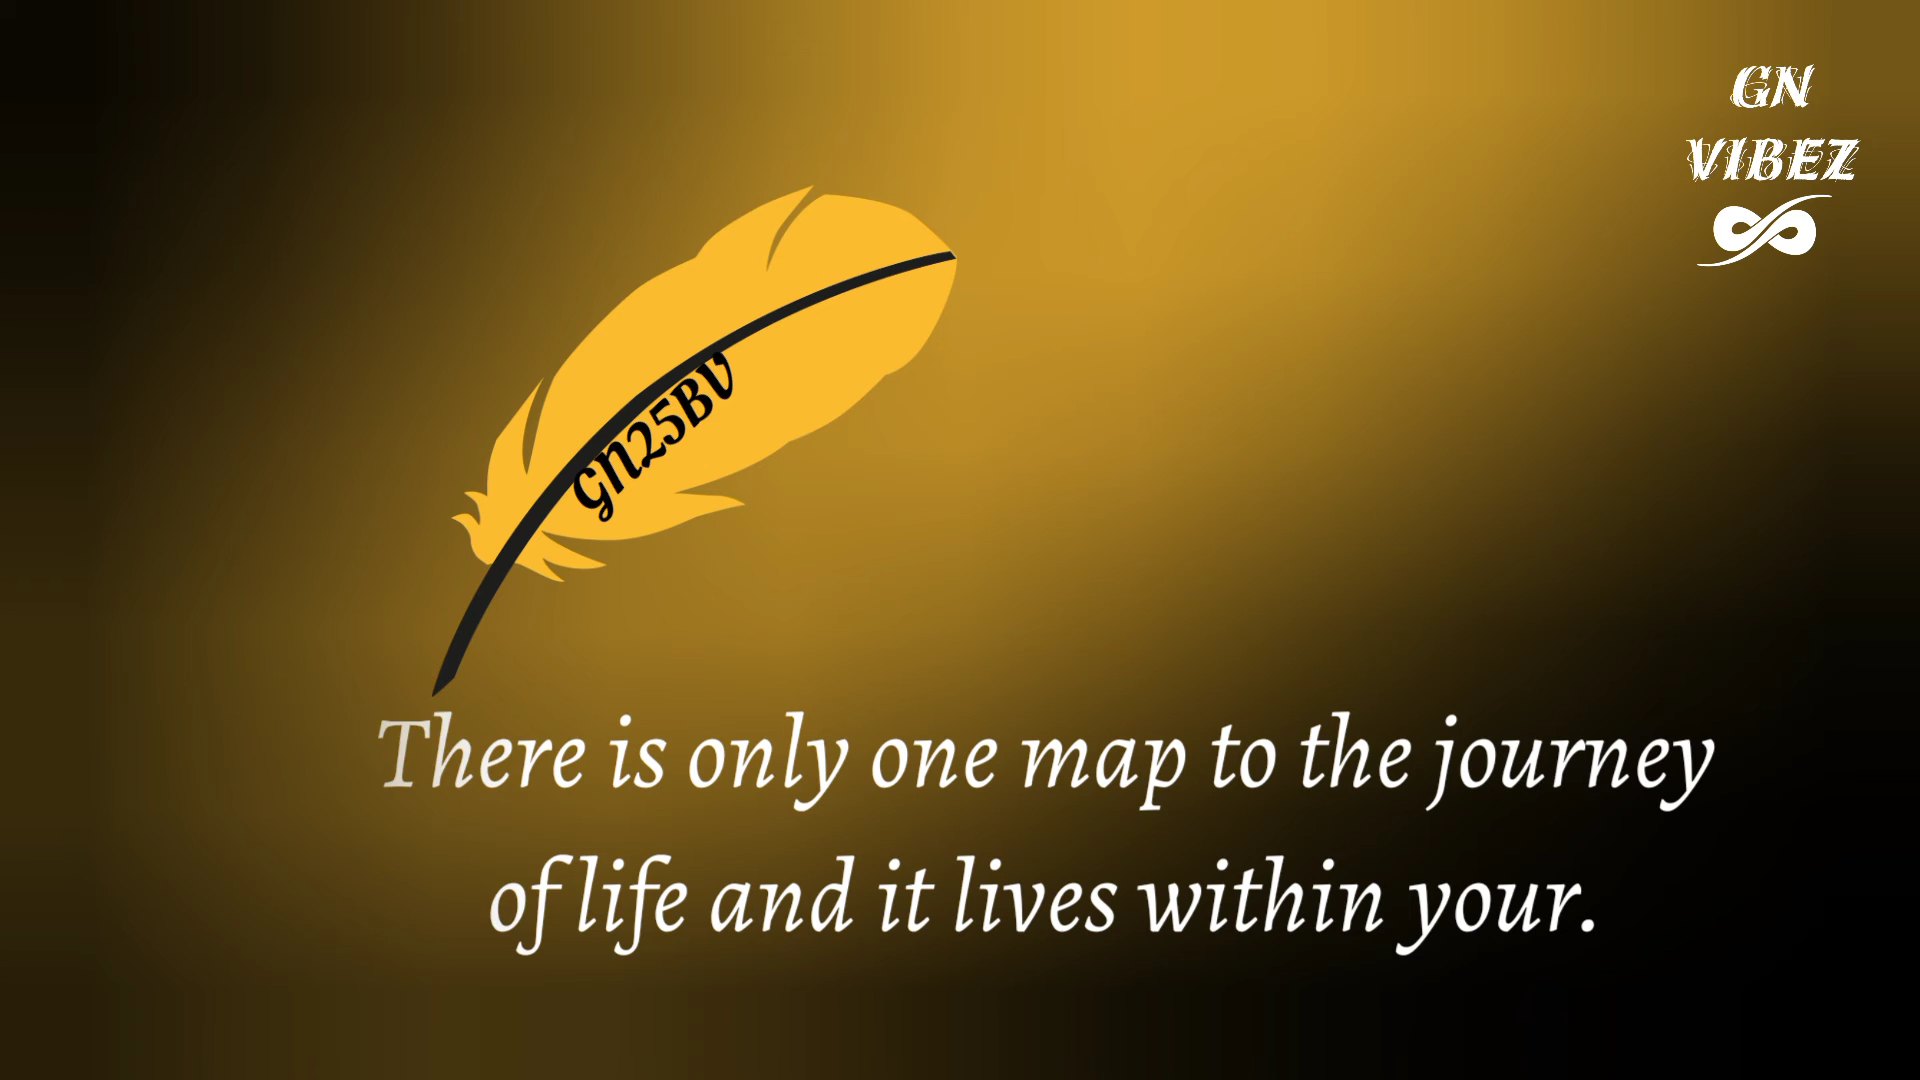 GN
VIBEZ
GN25BV
There is only one map to the journey
of life and it lives within your.